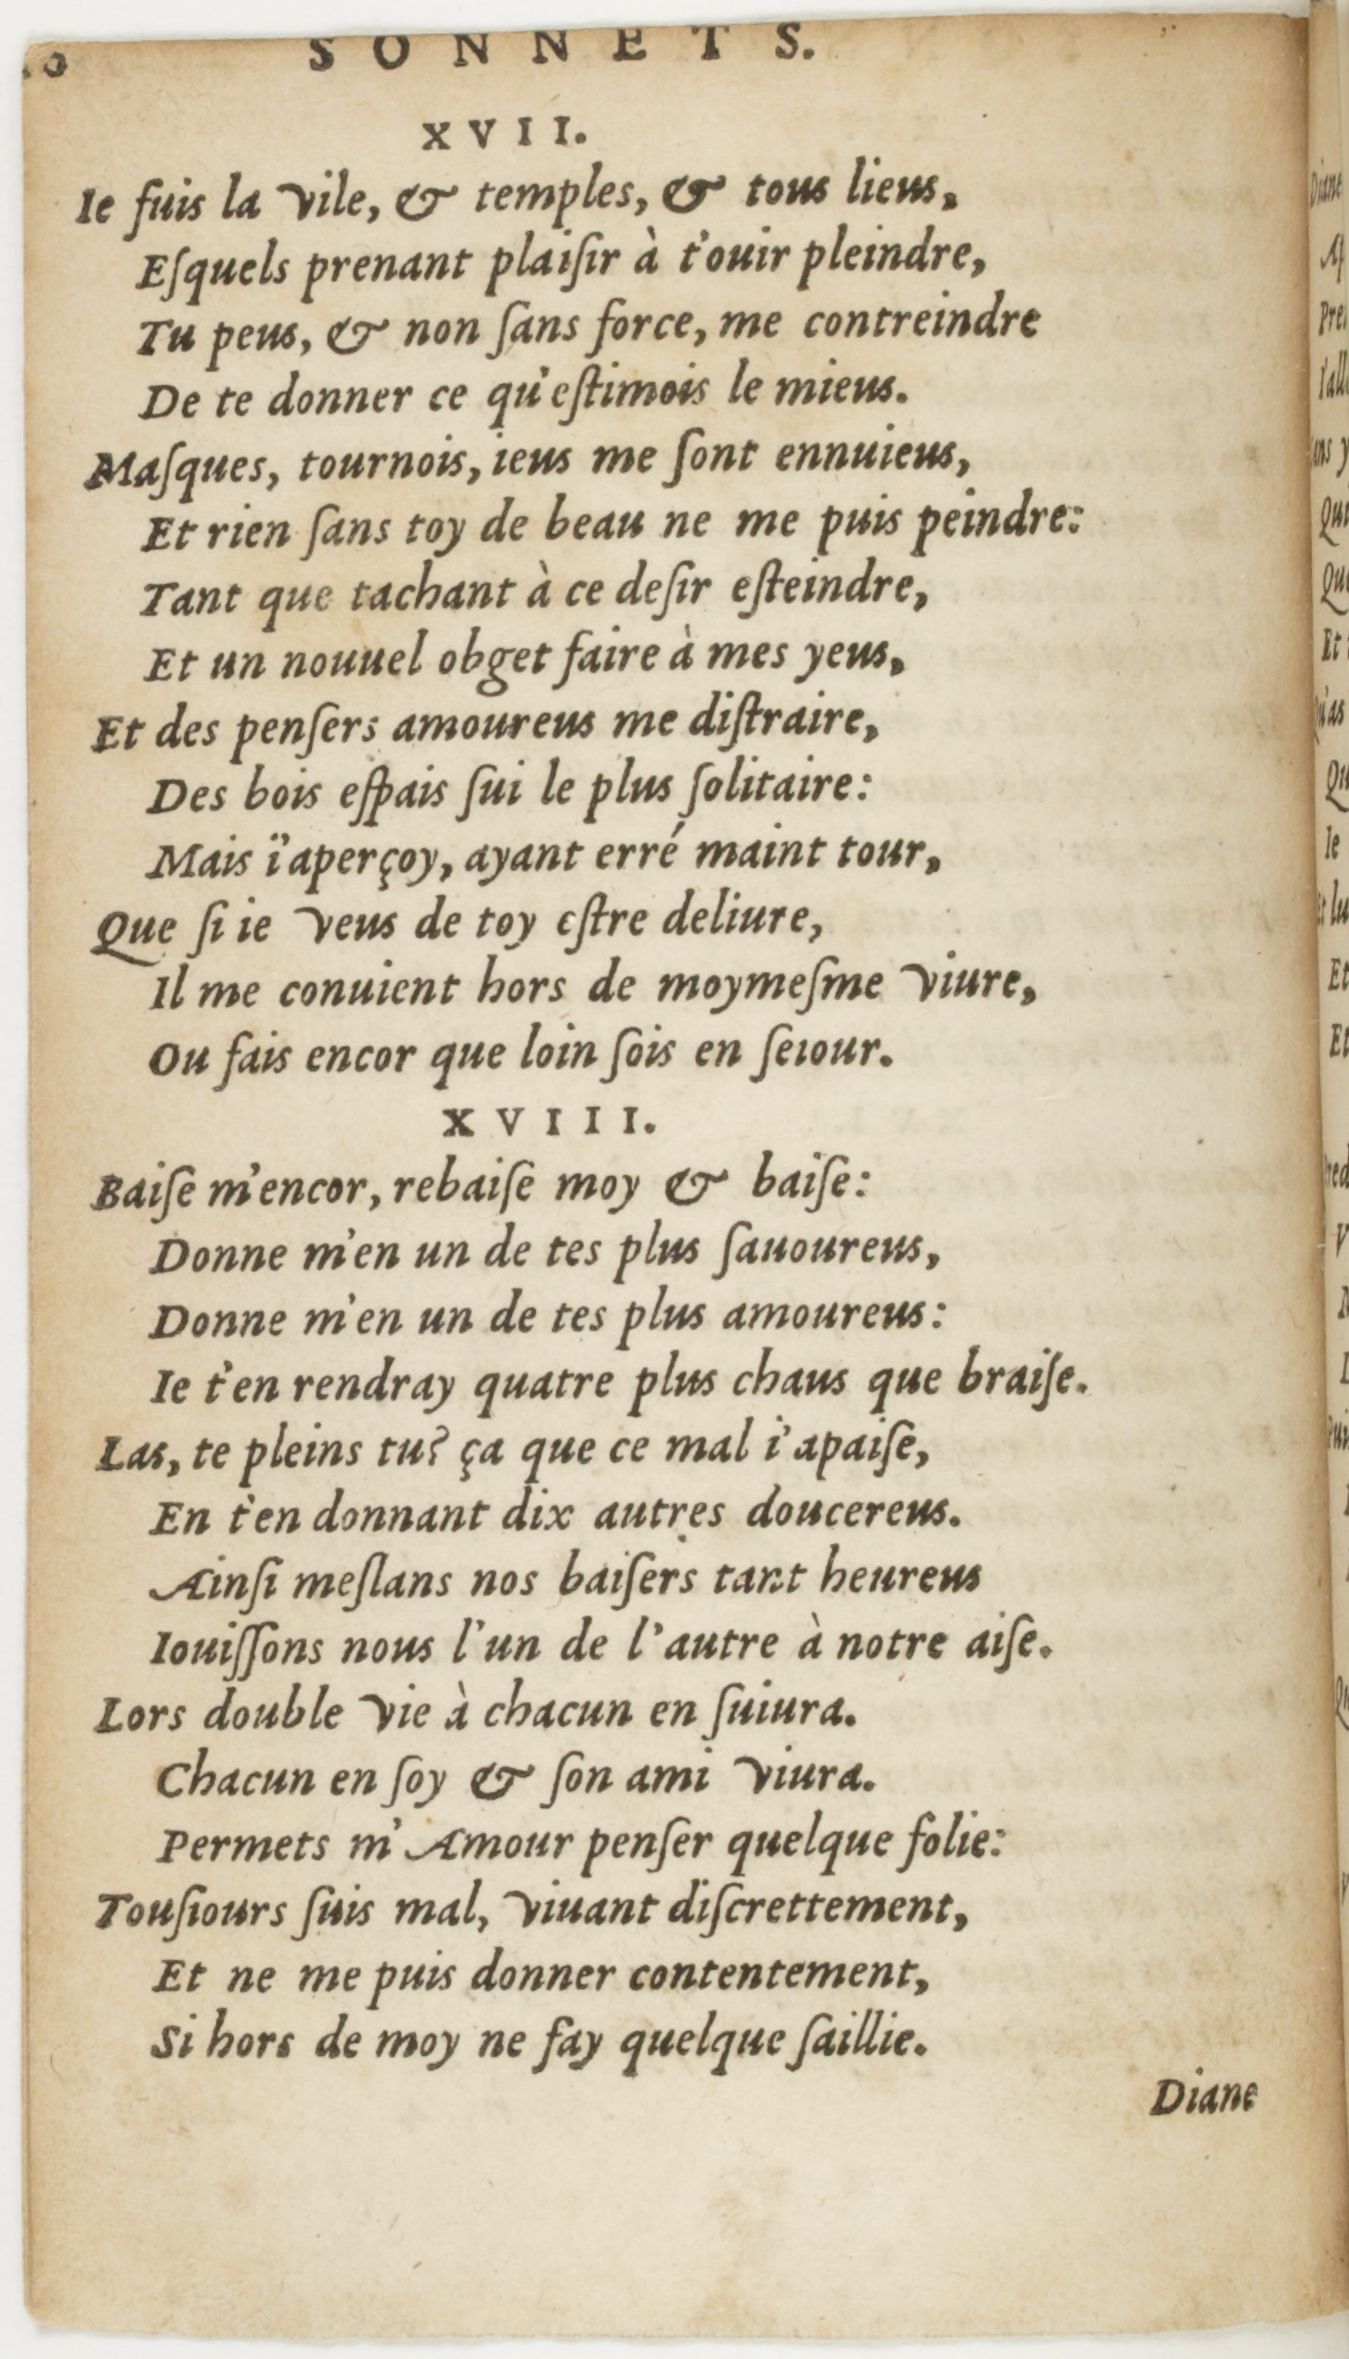 SONNETS.
XVII.
Ie fuis la vile, & temples, & tous lieus,
Eſquels prenant plaiſir à t'ouir pleindre,
Tu peus, & non ſans force, me contreindre
De te donner ce qu'eſtimois le mieus.
Maſques, tournois, ieus me ſont ennuieus,
Et rien ſans toy de beau ne me puis peindre:
Tant que tachant à ce deſir eſteindre,
Et un nouuel obget faire à mes yeus,
Et des penſers amoureus me diſtraire,
Des bois eſpais ſui le plus ſolitaire:
Mais i'aperçoy, ayant erré maint tour,
Que ſi ie veus de toy eſtre deliure,
Il me conuient hors de moymeſme viure,
Ou fais encor que loin ſois en ſeiour.
XVIII.
Baiſe m'encor, rebaiſe moy & baiſe:
Donne m'en un de tes plus ſauoureus,
Donne m'en un de tes plus amoureus:
Ie t'en rendray quatre plus chaus que braiſe.
Las, te pleins tu? ça que ce mal i'apaiſe,
En t'en donnant dix autres doucereus.
Ainſi meſlans nos baiſers tant heureus
Iouiſſons nous l'un de l'autre à notre aiſe.
Lors double vie à chacun en ſuiura.
Chacun en ſoy & ſon ami viura.
Permets m'Amour penſer quelque folie:
Touſiours ſuis mal, viuant diſcrettement,
Et ne me puis donner contentement,
Si hors de moy ne fay quelque ſaillie.
Diane